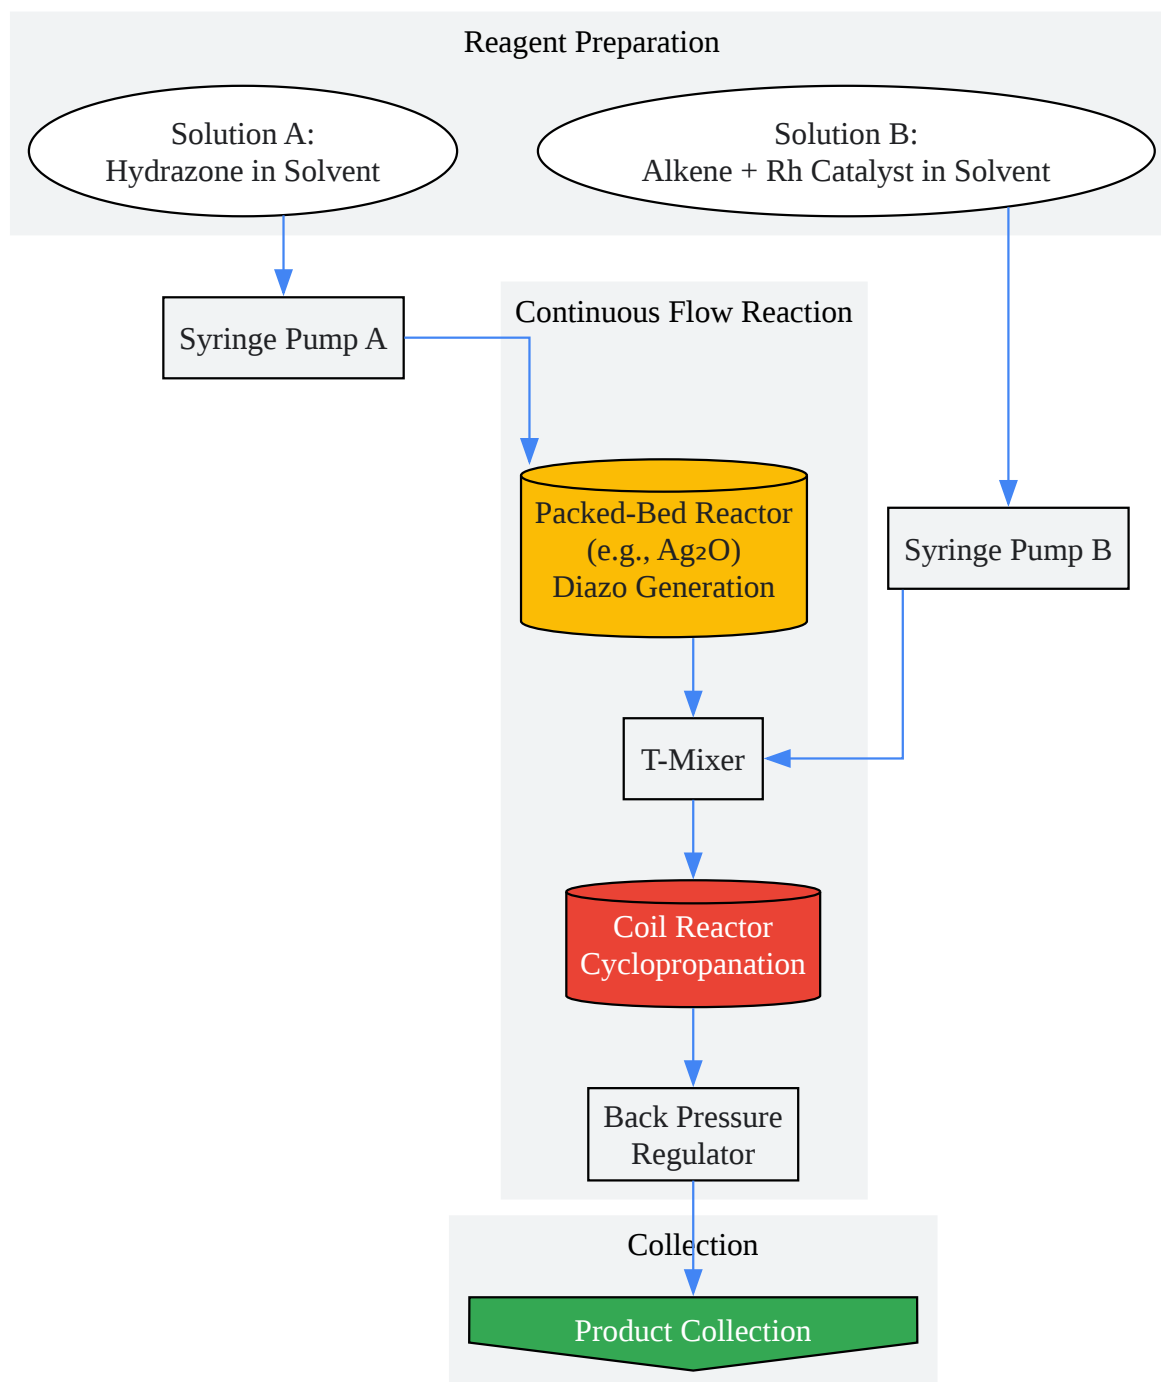 Reagent Preparation
Solution A:
Hydrazone in Solvent
Solution B:
Alkene + Rh Catalyst in Solvent
Syringe Pump A
Continuous Flow Reaction
Packed-Bed Reactor
(e.g., Ag₂O)
Diazo Generation
Syringe Pump B
T-Mixer
Coil Reactor
Cyclopropanation
Back Pressure
Regulator
Collection
Product Collection